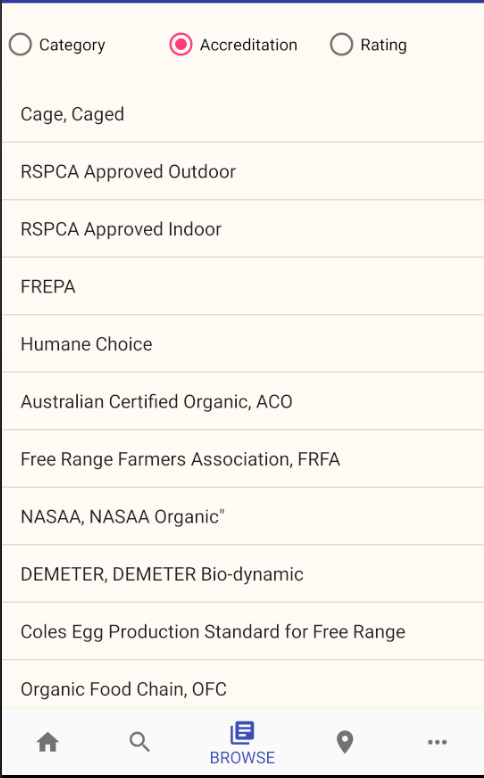 Category Accreditation Rating
Cage, Caged
RSPCA Approved Outdoor
RSPCA Approved Indoor
FREPA
Humane Choice
Australian Certified Organic, ACO
Free Range Farmers Association, FRFA
NASAA, NASAA Organic"
DEMETER, DEMETER Bio-dynamic
Coles Egg Production Standard for Free Range
Organic Food Chain, OFC
BROWSE